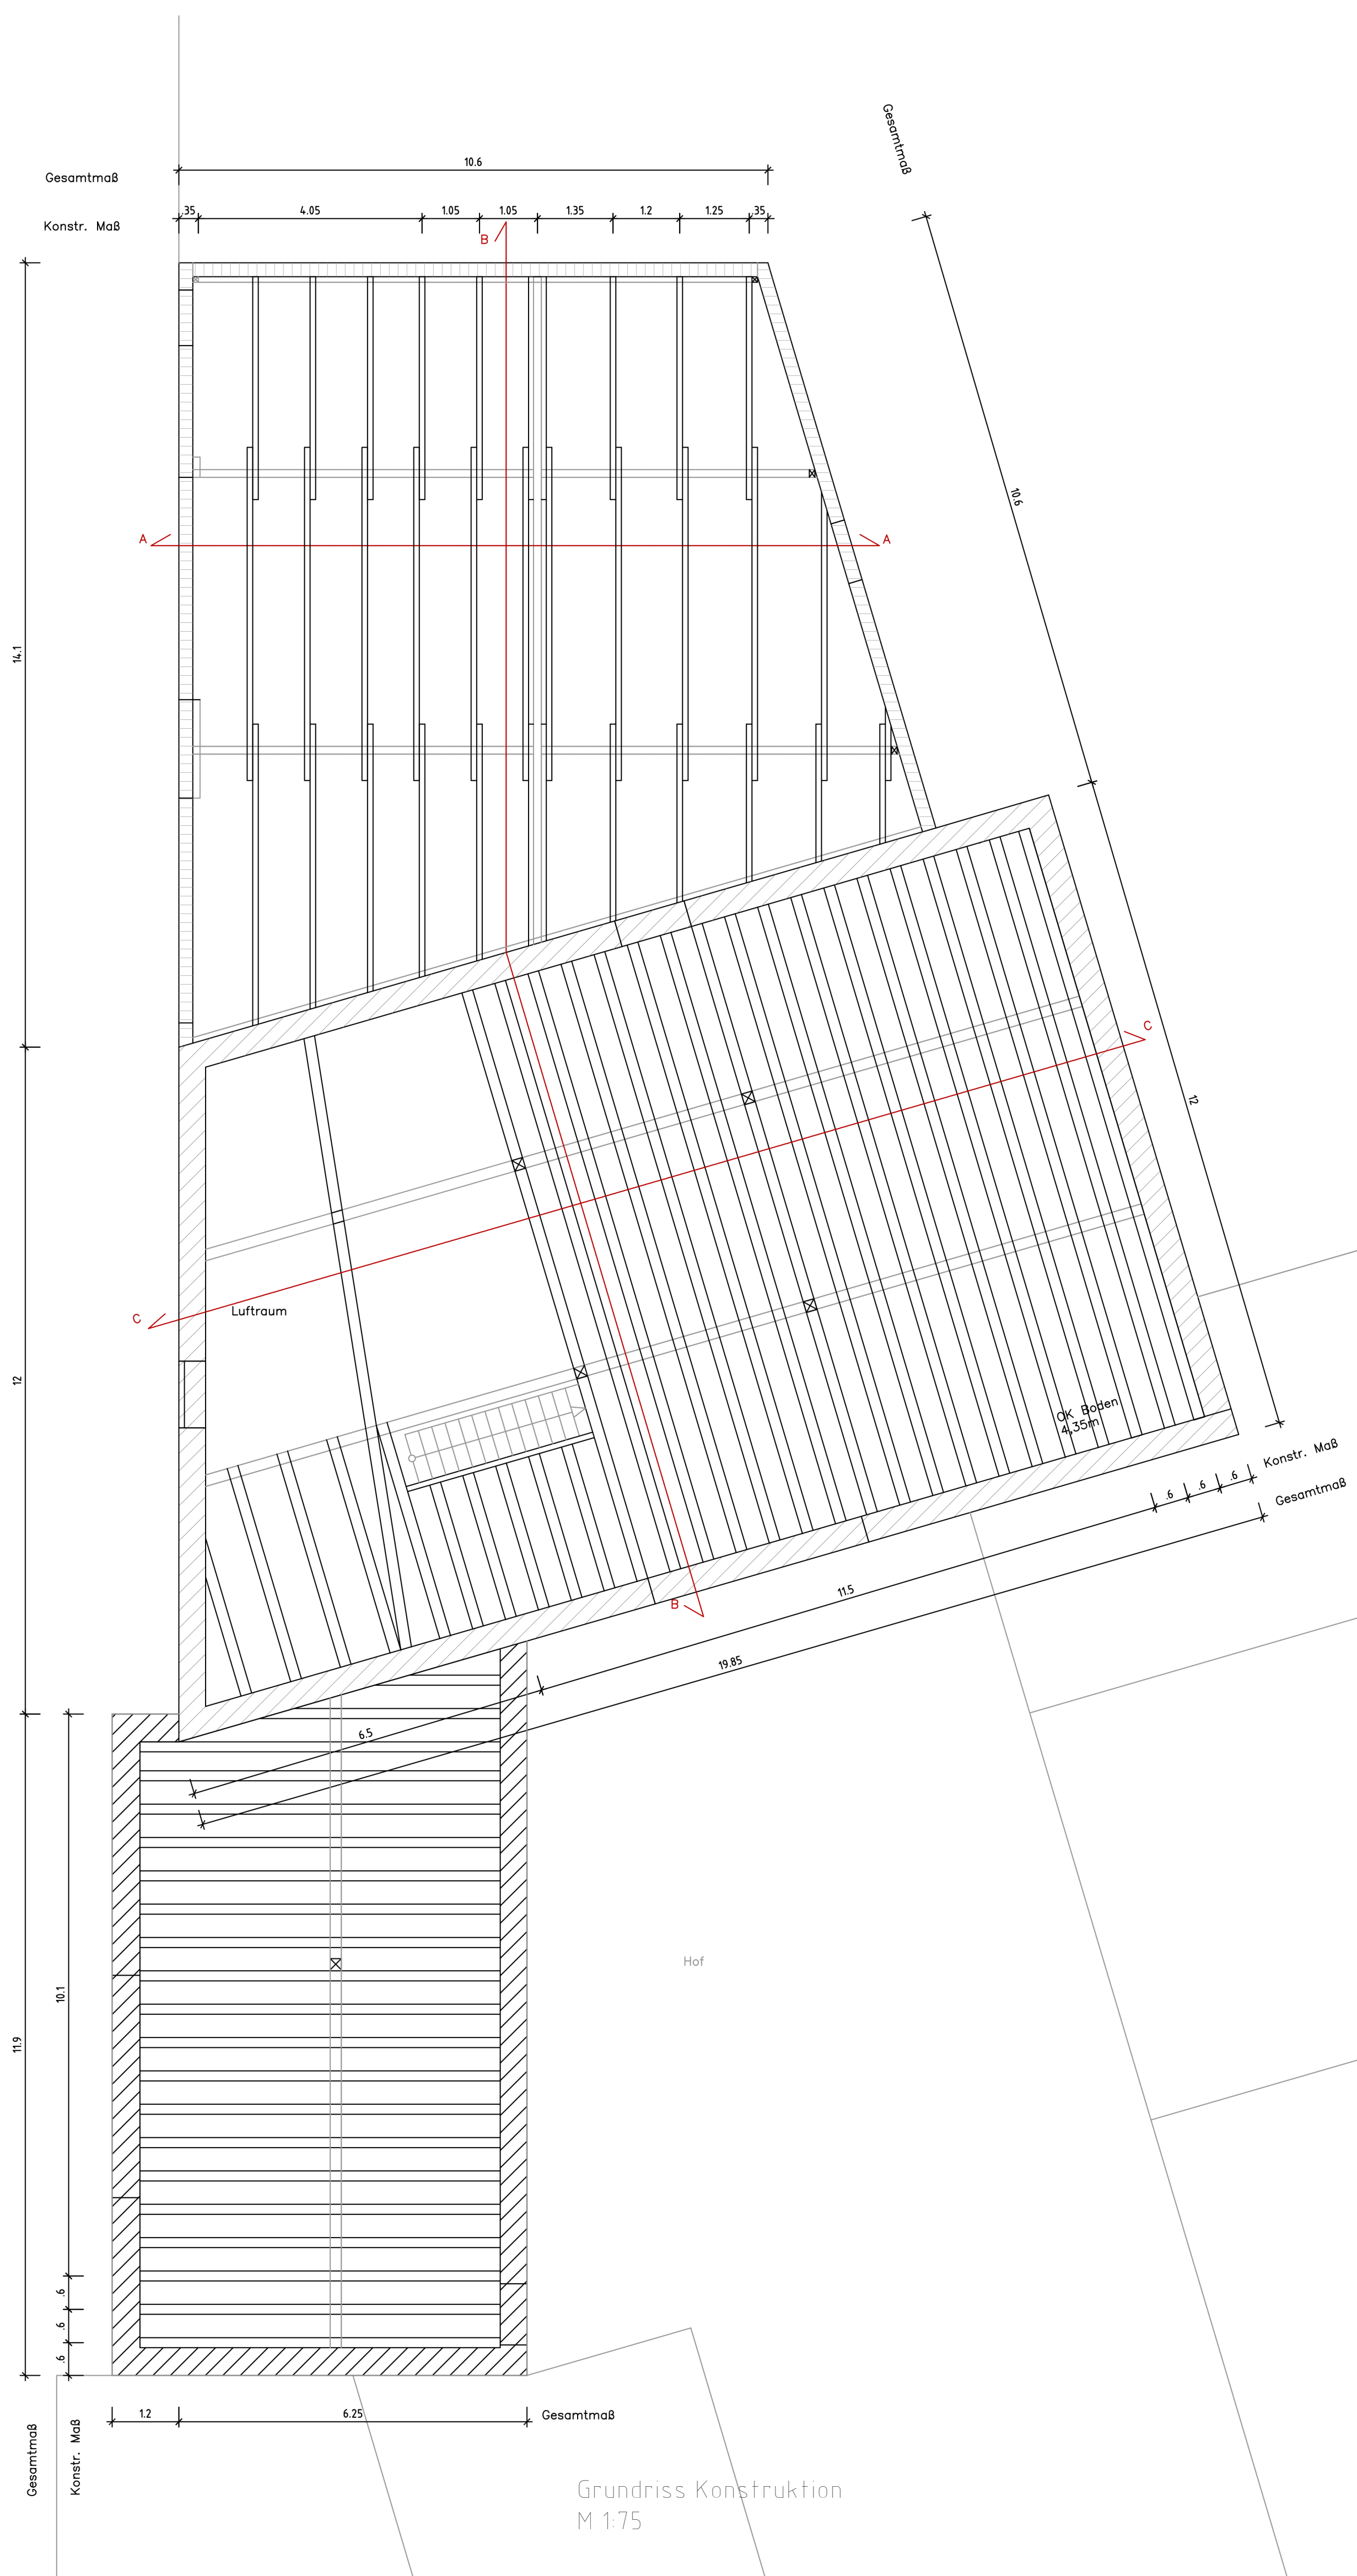 Gesamtmaß
10.6
Gesamtmaß
Konstr. Maß
.35
4.05
1.05
1.05
1.35
1.2
1.25
.35
B
10.6
A
A
14.1
C
12
Luftraum
C
12
OK Boden
4,35m
.6
.6
.6
Konstr. Maß
Gesamtmaß
11.5
B
19.85
6.5
Hof
10.1
11.9
.6
.6
.6
1.2
6.25
Gesamtmaß
Gesamtmaß
Konstr. Maß
Grundriss Konstruktion
M 1:75